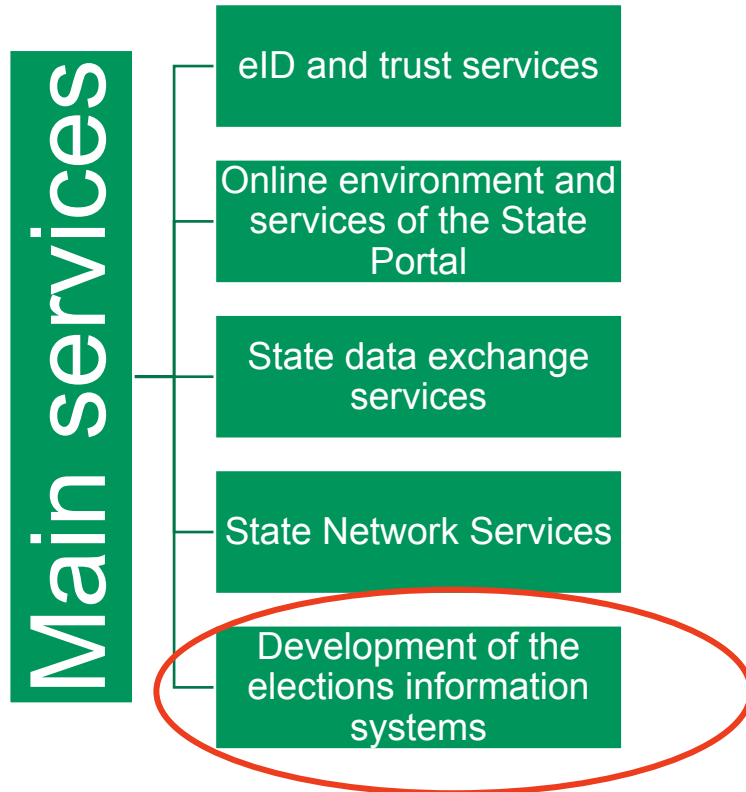 Main services
eID and trust services
Online environment and
services of the State
Portal
State data exchange
services
State Network Services
Development of the
elections information
systems